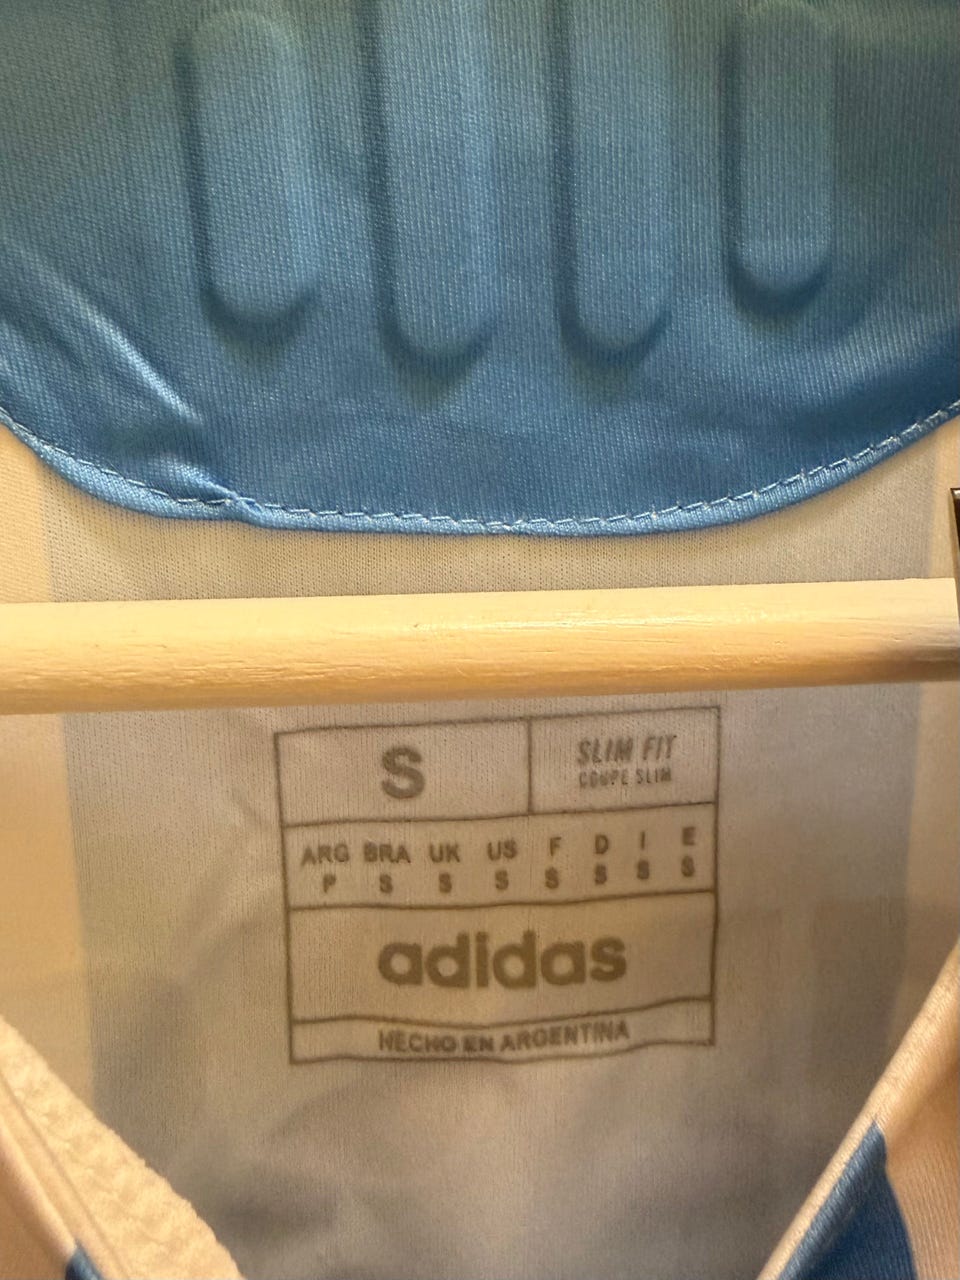 S
SLIM FIT
COUPE SLIM
ARG BRA UK US F D I E
P S S S S S S S
adidas
HECHO EN ARGENTINA